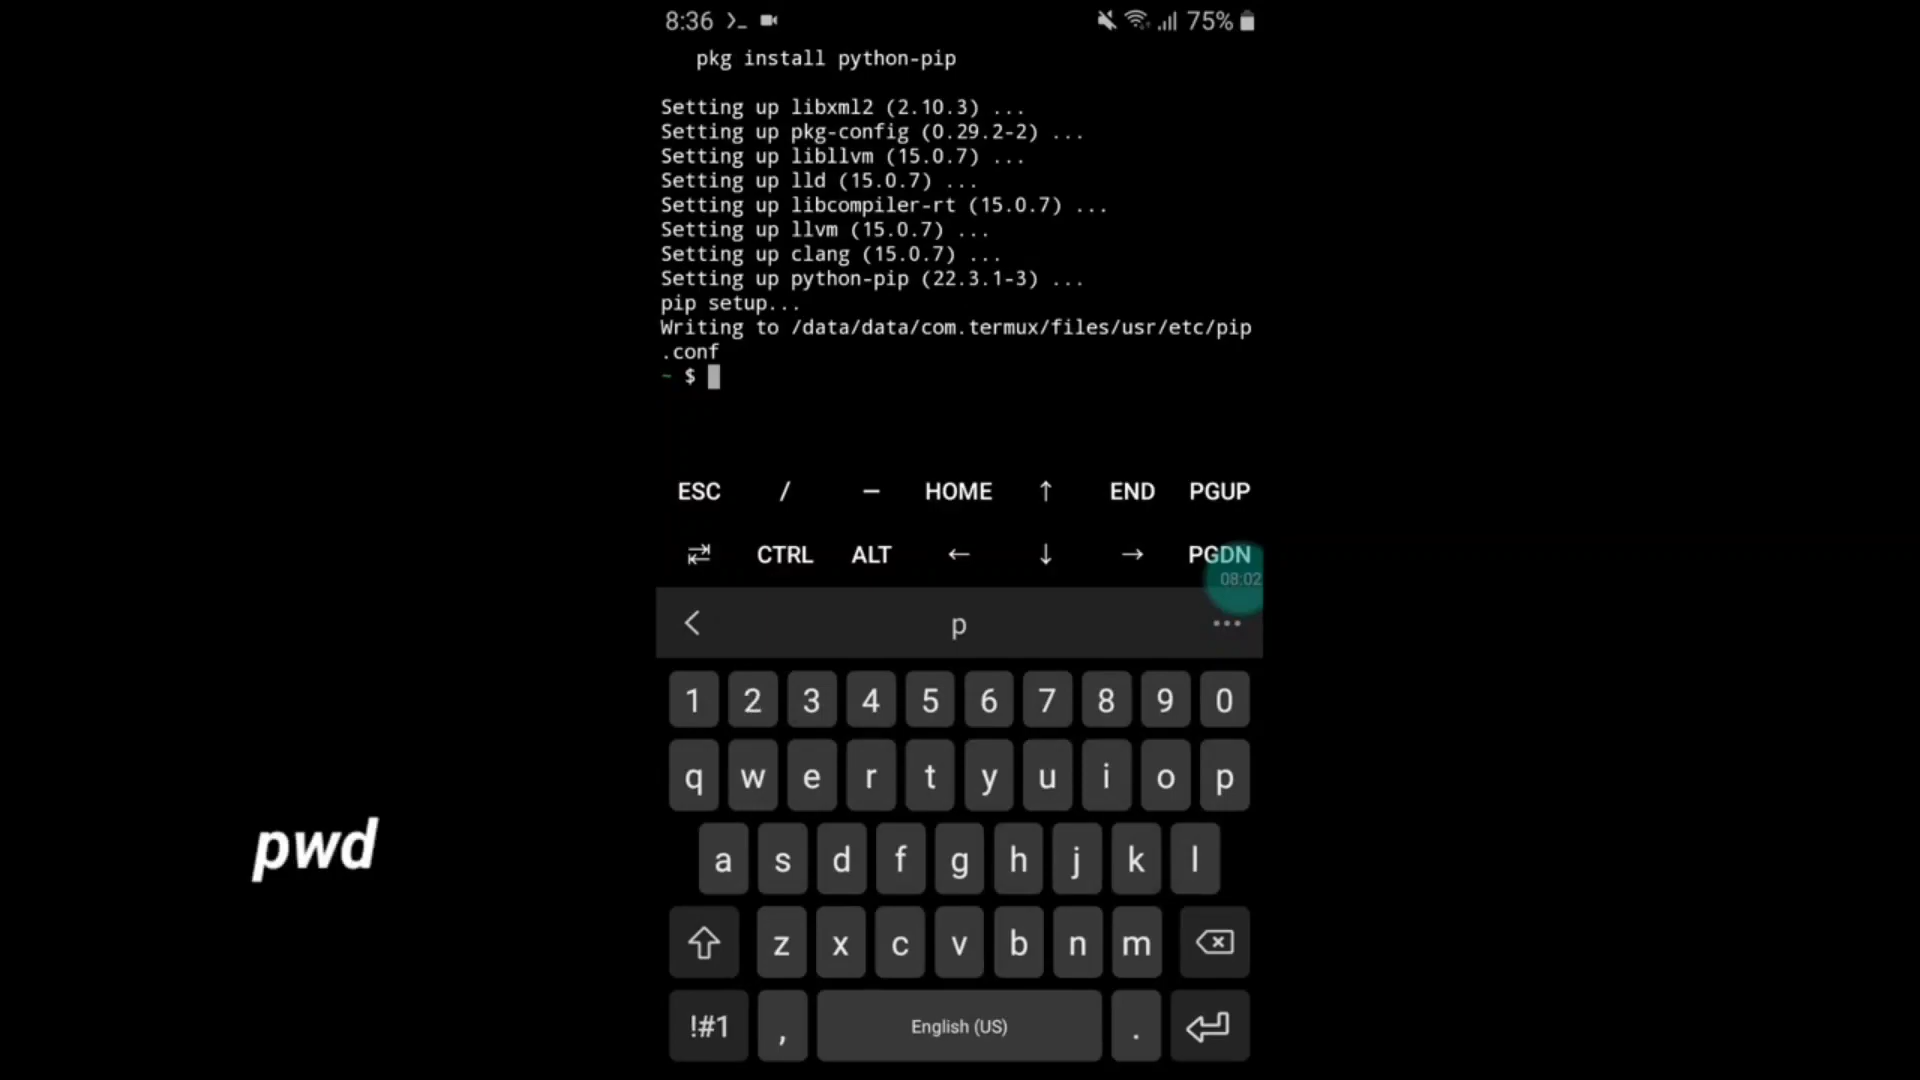 8:36 75%
pkg install python-pip
Setting up libxml2 (2.10.3) ...
Setting up pkg-config (0.29.2-2) ...
Setting up libllvm (15.0.7) ...
Setting up lld (15.0.7) ...
Setting up libcompiler-rt (15.0.7) ...
Setting up llvm (15.0.7) ...
Setting up clang (15.0.7) ...
Setting up python-pip (22.3.1-3) ...
pip setup...
Writing to /data/data/com.termux/files/usr/etc/pip
.conf
~ $
ESC / — HOME ↑ END PGUP
CTRL ALT ← ↓ → PGDN
08:02
p
1 2 3 4 5 6 7 8 9 0
q w e r t y u i o p
a s d f g h j k l
z x c v b n m
!#1 , English (US) .
pwd